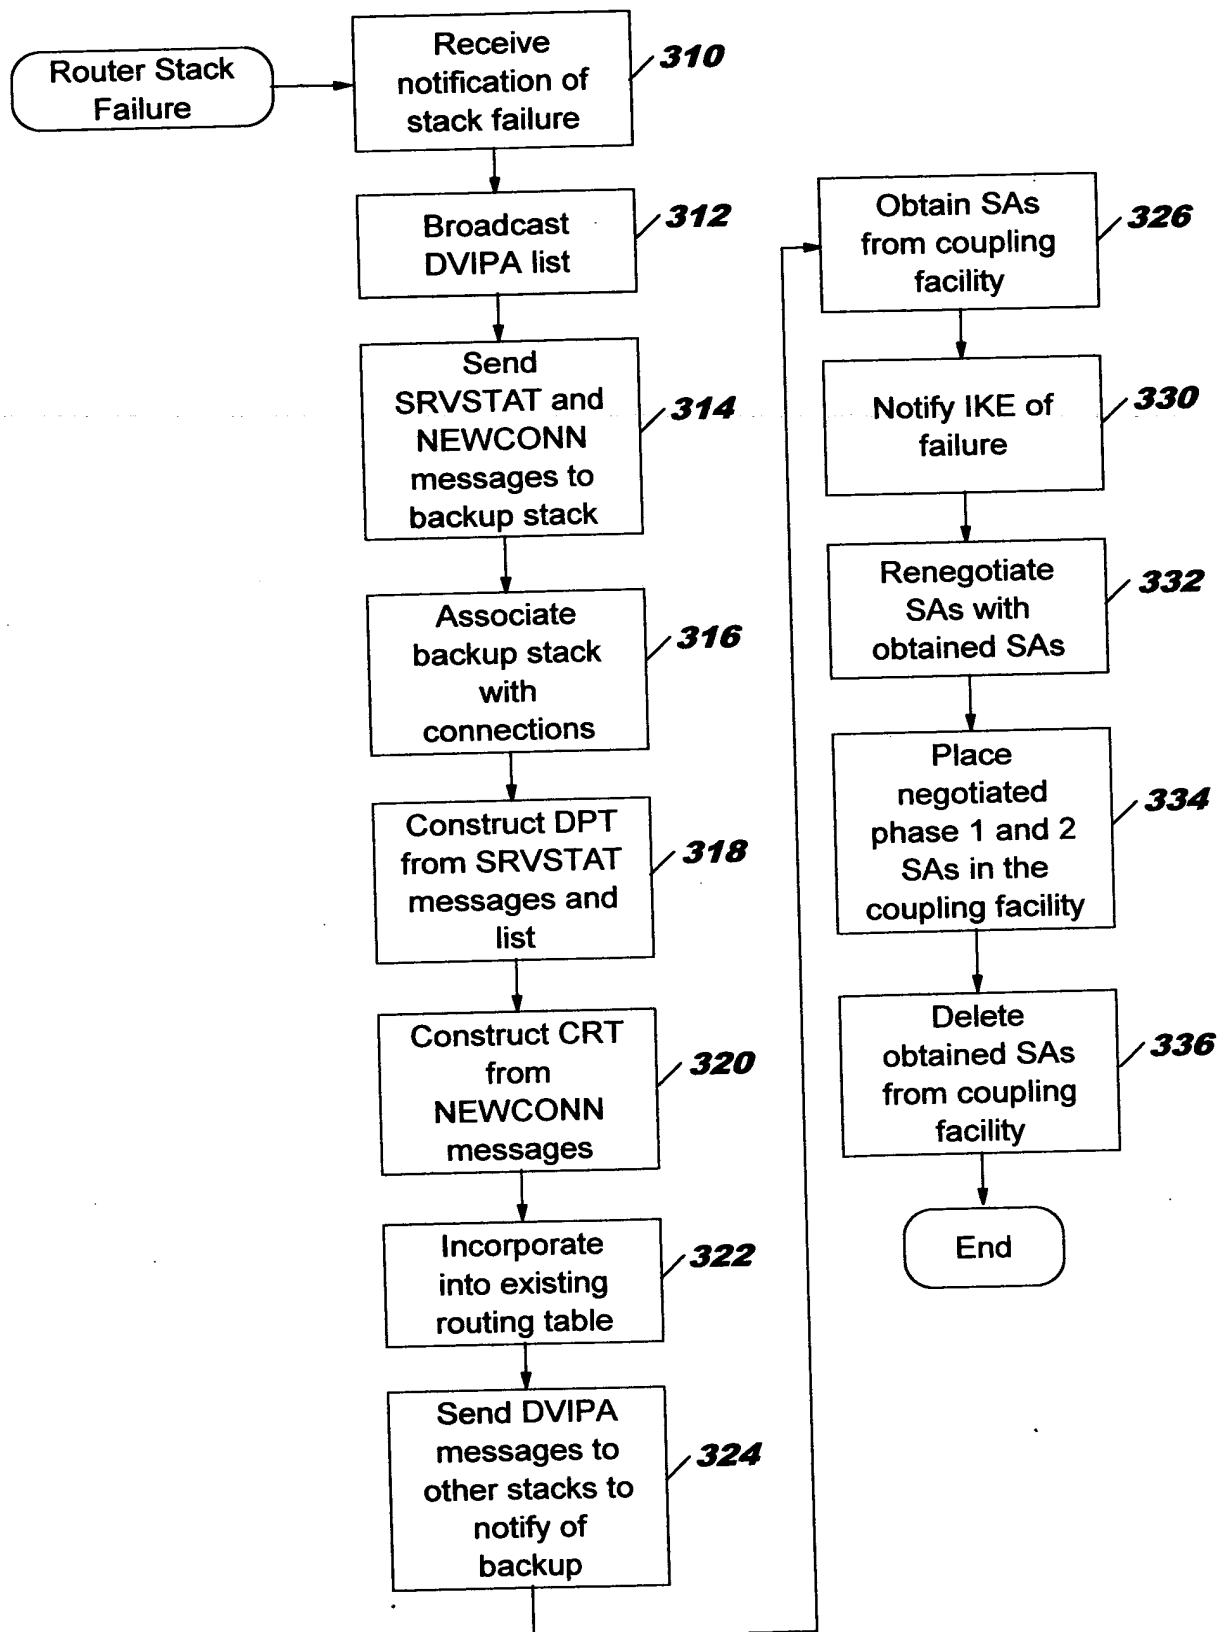 Router Stack
Failure
Receive
notification of
stack failure
310
Broadcast
DVIPA list
312
Send
SRVSTAT and
NEWCONN
messages to
backup stack
314
Associate
backup stack
with
connections
316
Construct DPT
from SRVSTAT
messages and
list
318
Construct CRT
from
NEWCONN
messages
320
Incorporate
into existing
routing table
322
Send DVIPA
messages to
other stacks to
notify of
backup
324
Obtain SAs
from coupling
facility
326
Notify IKE of
failure
330
Renegotiate
SAs with
obtained SAs
332
Place
negotiated
phase 1 and 2
SAs in the
coupling facility
334
Delete
obtained SAs
from coupling
facility
336
End